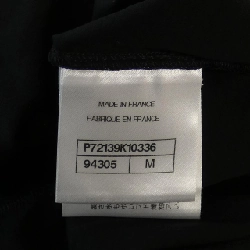 MADE IN FRANCE
FABRIQUE EN FRANCE
P72139K10336
94305 M